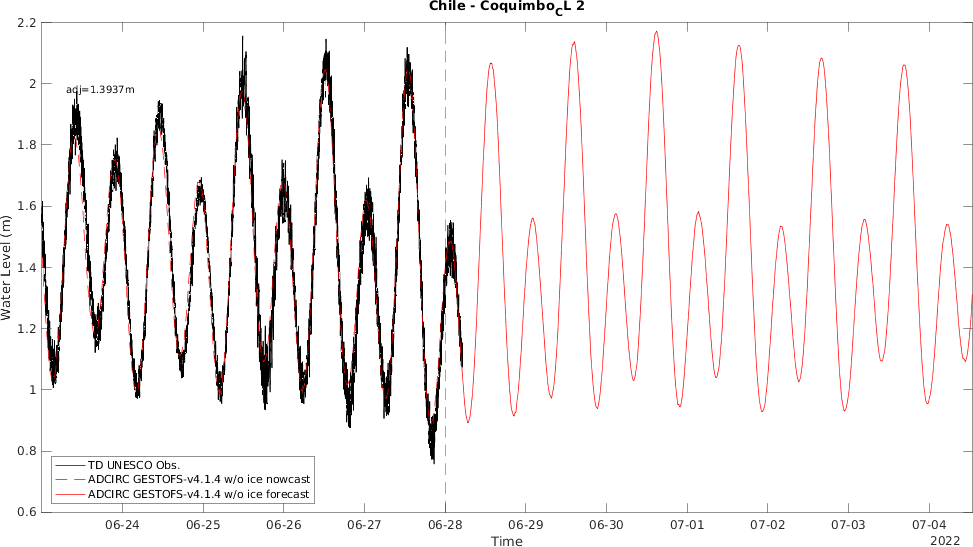 Chile - Coquimbo_CL 2
2.2
2
1.8
1.6
1.4
1.2
1
0.8
0.6
Water Level (m)
adj=1.3937m
TD UNESCO Obs.
ADCIRC GESTOFS-v4.1.4 w/o ice nowcast
ADCIRC GESTOFS-v4.1.4 w/o ice forecast
06-24 06-25 06-26 06-27 06-28 06-29 06-30 07-01 07-02 07-03 07-04
Time
2022